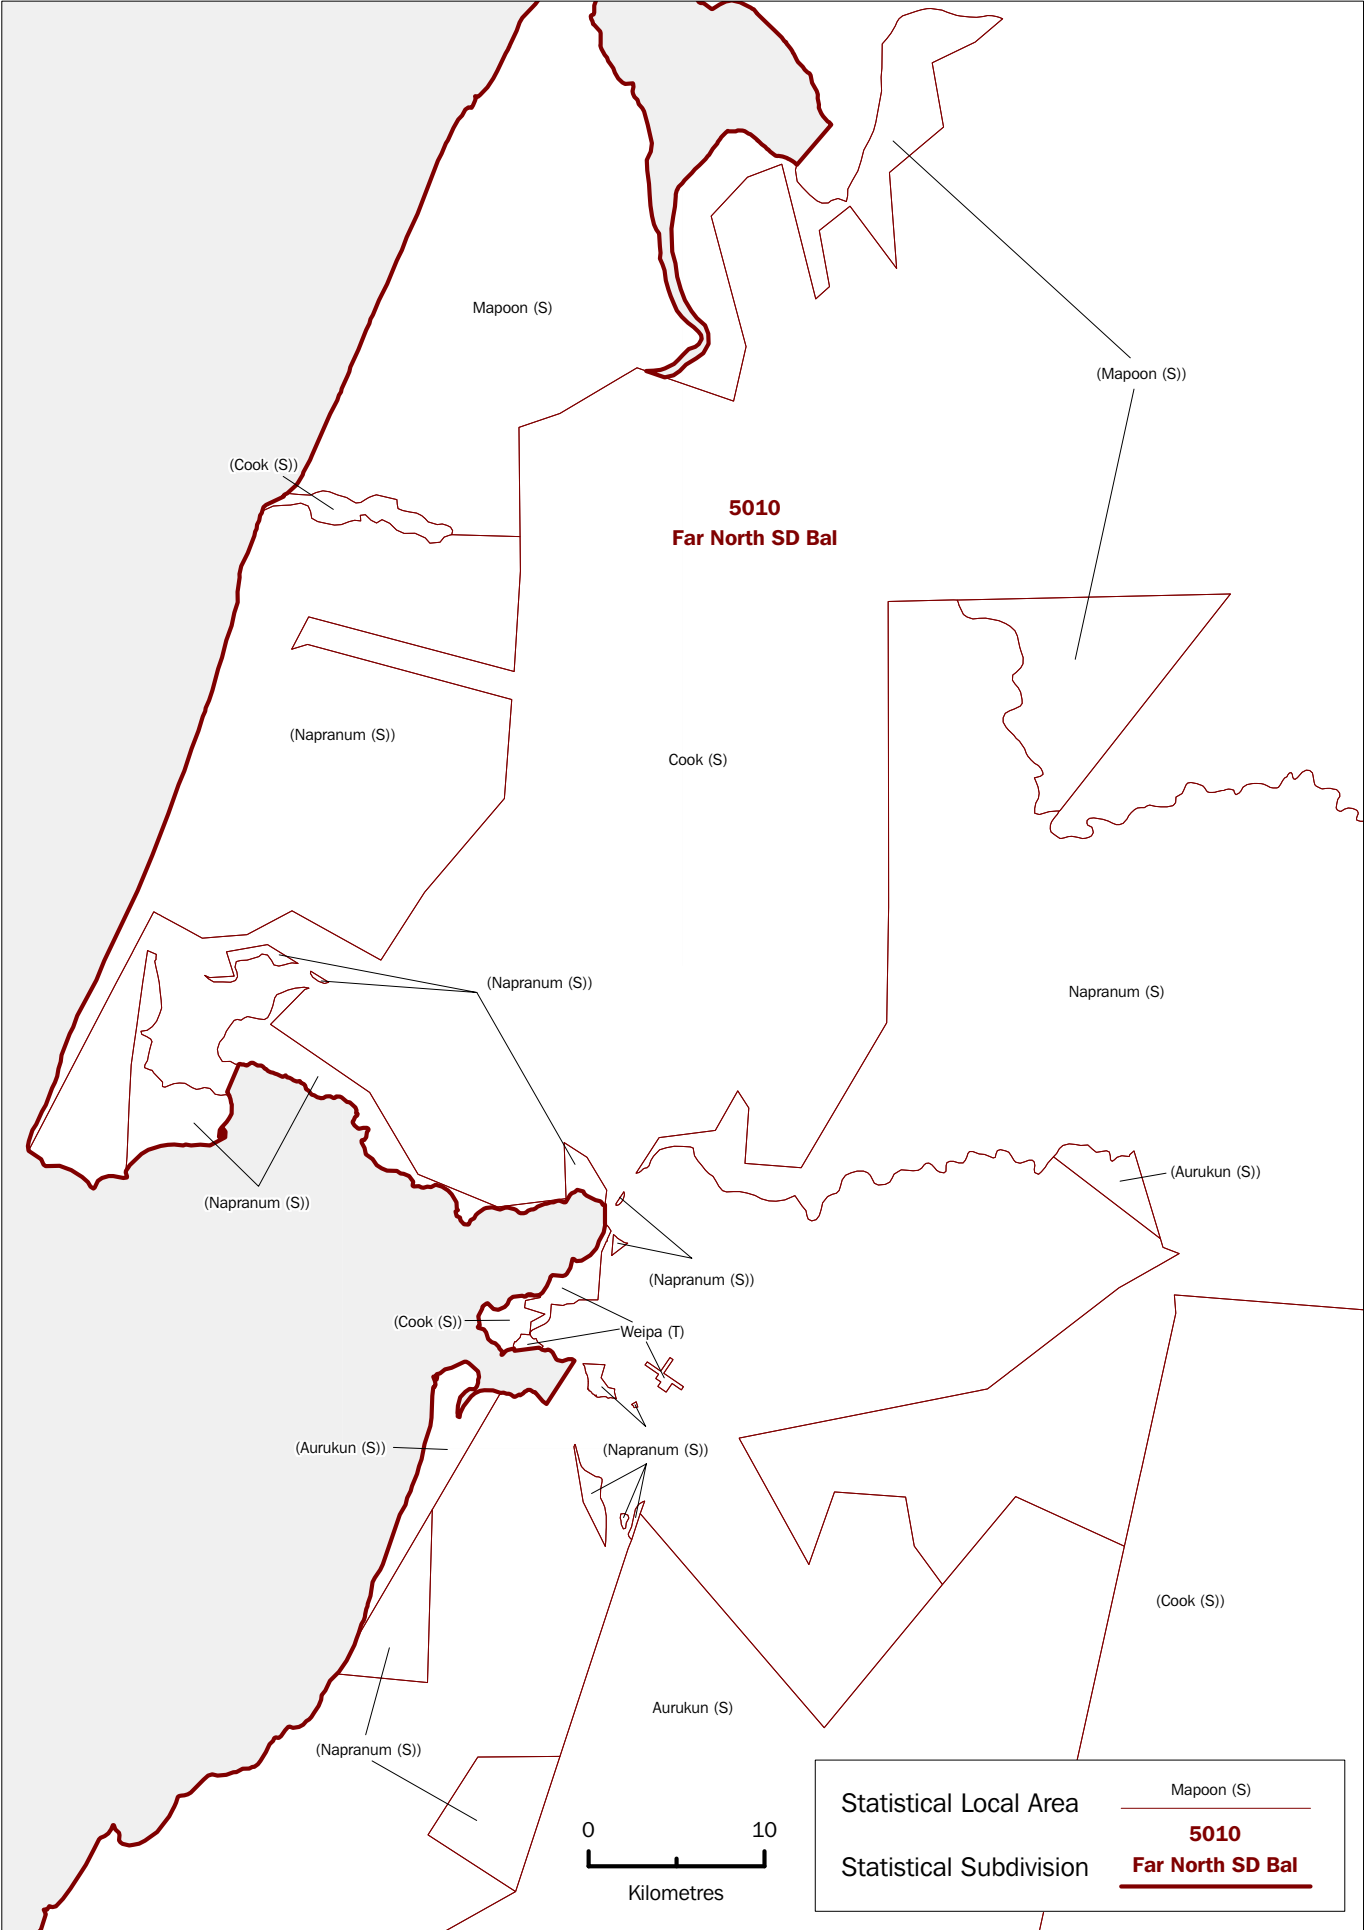 Mapoon (S)
(Mapoon (S))
(Cook (S))
5010
Far North SD Bal
(Napranum (S))
Cook (S)
(Napranum (S))
Napranum (S)
(Aurukun (S))
(Napranum (S))
(Napranum (S))
(Cook (S))
Weipa (T)
(Aurukun (S))
(Napranum (S))
(Cook (S))
Aurukun (S)
(Napranum (S))
0 10
Kilometres
Statistical Local Area
Mapoon (S)
5010
Statistical Subdivision
Far North SD Bal